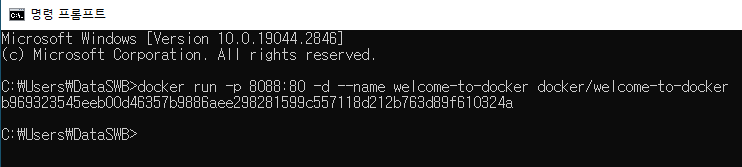 명령 프롬프트
Microsoft Windows [Version 10.0.19044.2846]
(c) Microsoft Corporation. All rights reserved.
C:₩Users₩DataSWB>docker run -p 8088:80 -d --name welcome-to-docker docker/welcome-to-docker
b969323545eeb00d46357b9886aee298281599c557118d212b763d89f610324a
C:₩Users₩DataSWB>